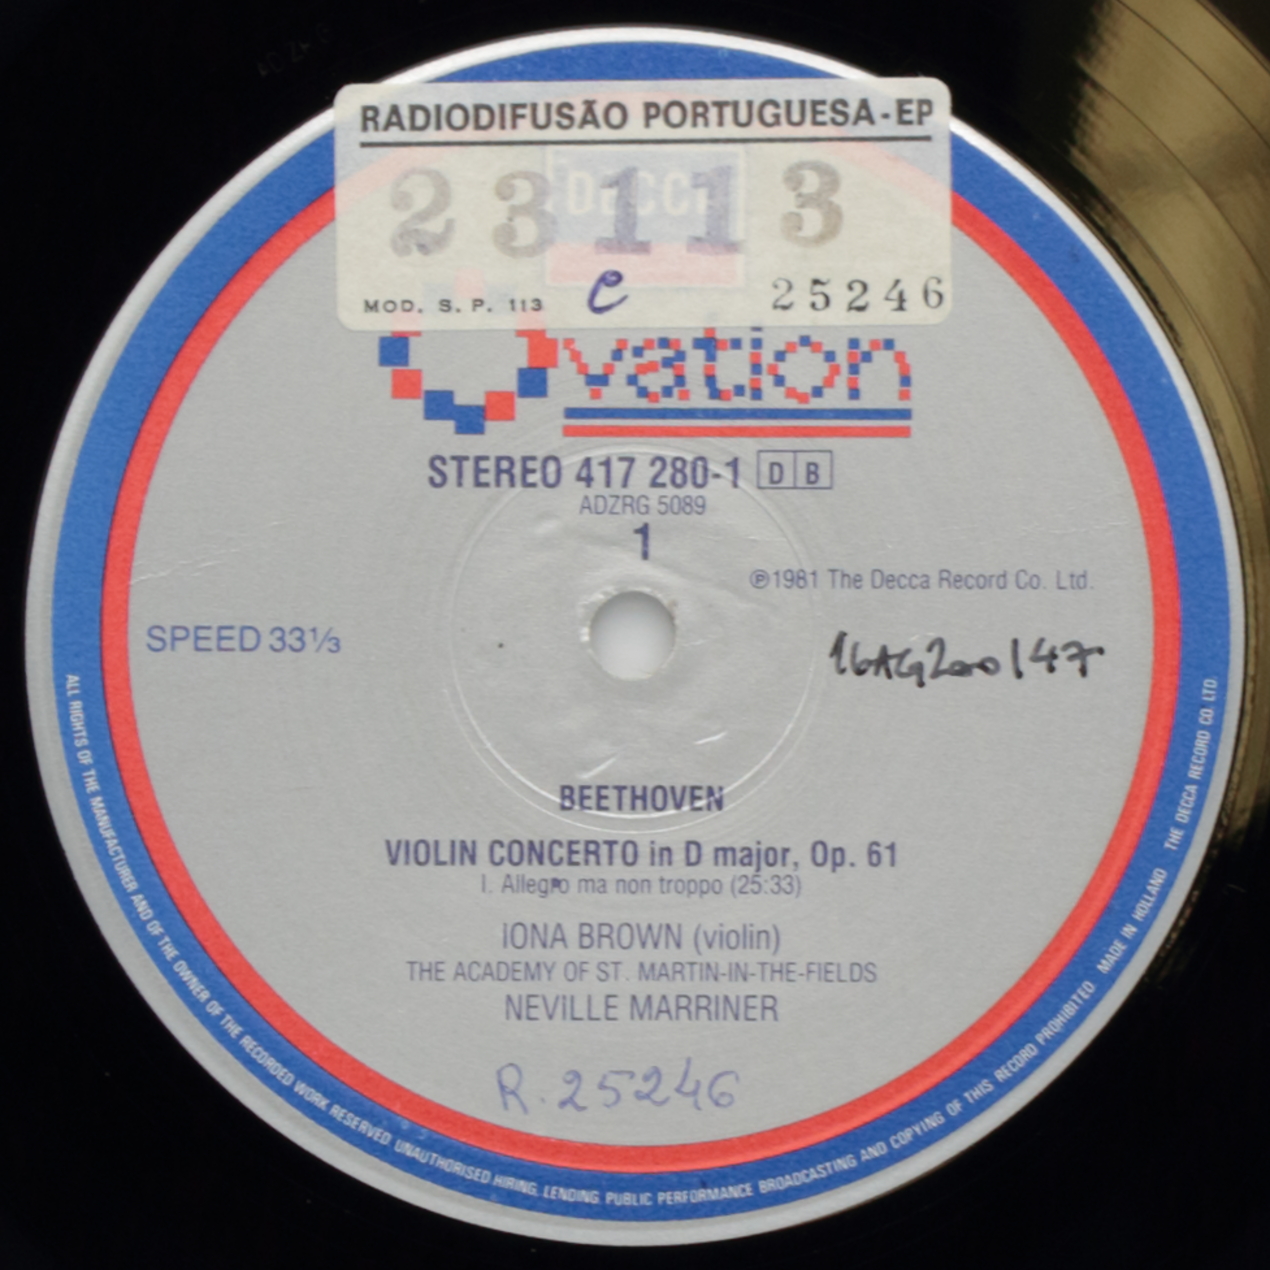 RADIODIFUSÃO PORTUGUESA-EP
23113
DECCA
MOD. S. P. 113 e 25246
Ovation
STEREO 417 280-1 DB
ADZRG 5089
1
℗1981 The Decca Record Co. Ltd.
SPEED 33⅓
16AG200147
BEETHOVEN
VIOLIN CONCERTO in D major, Op. 61
I. Allegro ma non troppo (25:33)
IONA BROWN (violin)
THE ACADEMY OF ST. MARTIN-IN-THE-FIELDS
NEVILLE MARRINER
R. 25246
ALL RIGHTS OF THE MANUFACTURER AND OF THE OWNER OF THE RECORDED WORK RESERVED UNAUTHORISED HIRING, LENDING, PUBLIC PERFORMANCE BROADCASTING AND COPYING OF THIS RECORD PROHIBITED MADE IN HOLLAND THE DECCA RECORD CO. LTD.